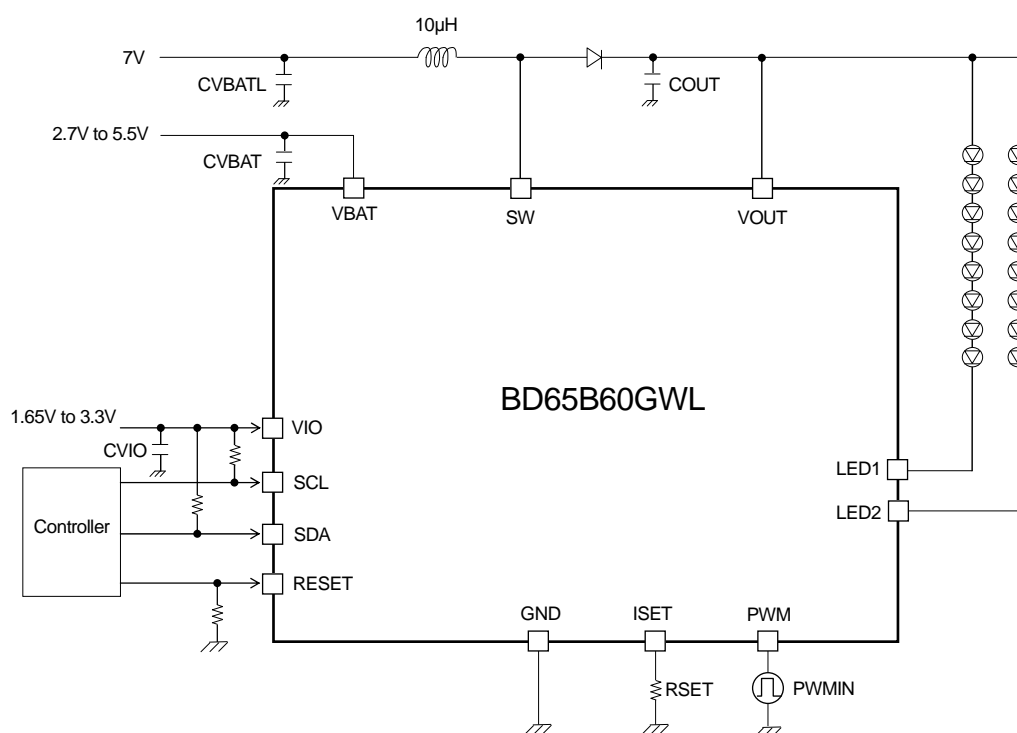 10µH
7V
CVBATL
COUT
2.7V to 5.5V
CVBAT
VBAT
SW
VOUT
BD65B60GWL
1.65V to 3.3V
VIO
CVIO
SCL
LED1
LED2
Controller
SDA
RESET
GND
ISET
PWM
RSET
PWMIN